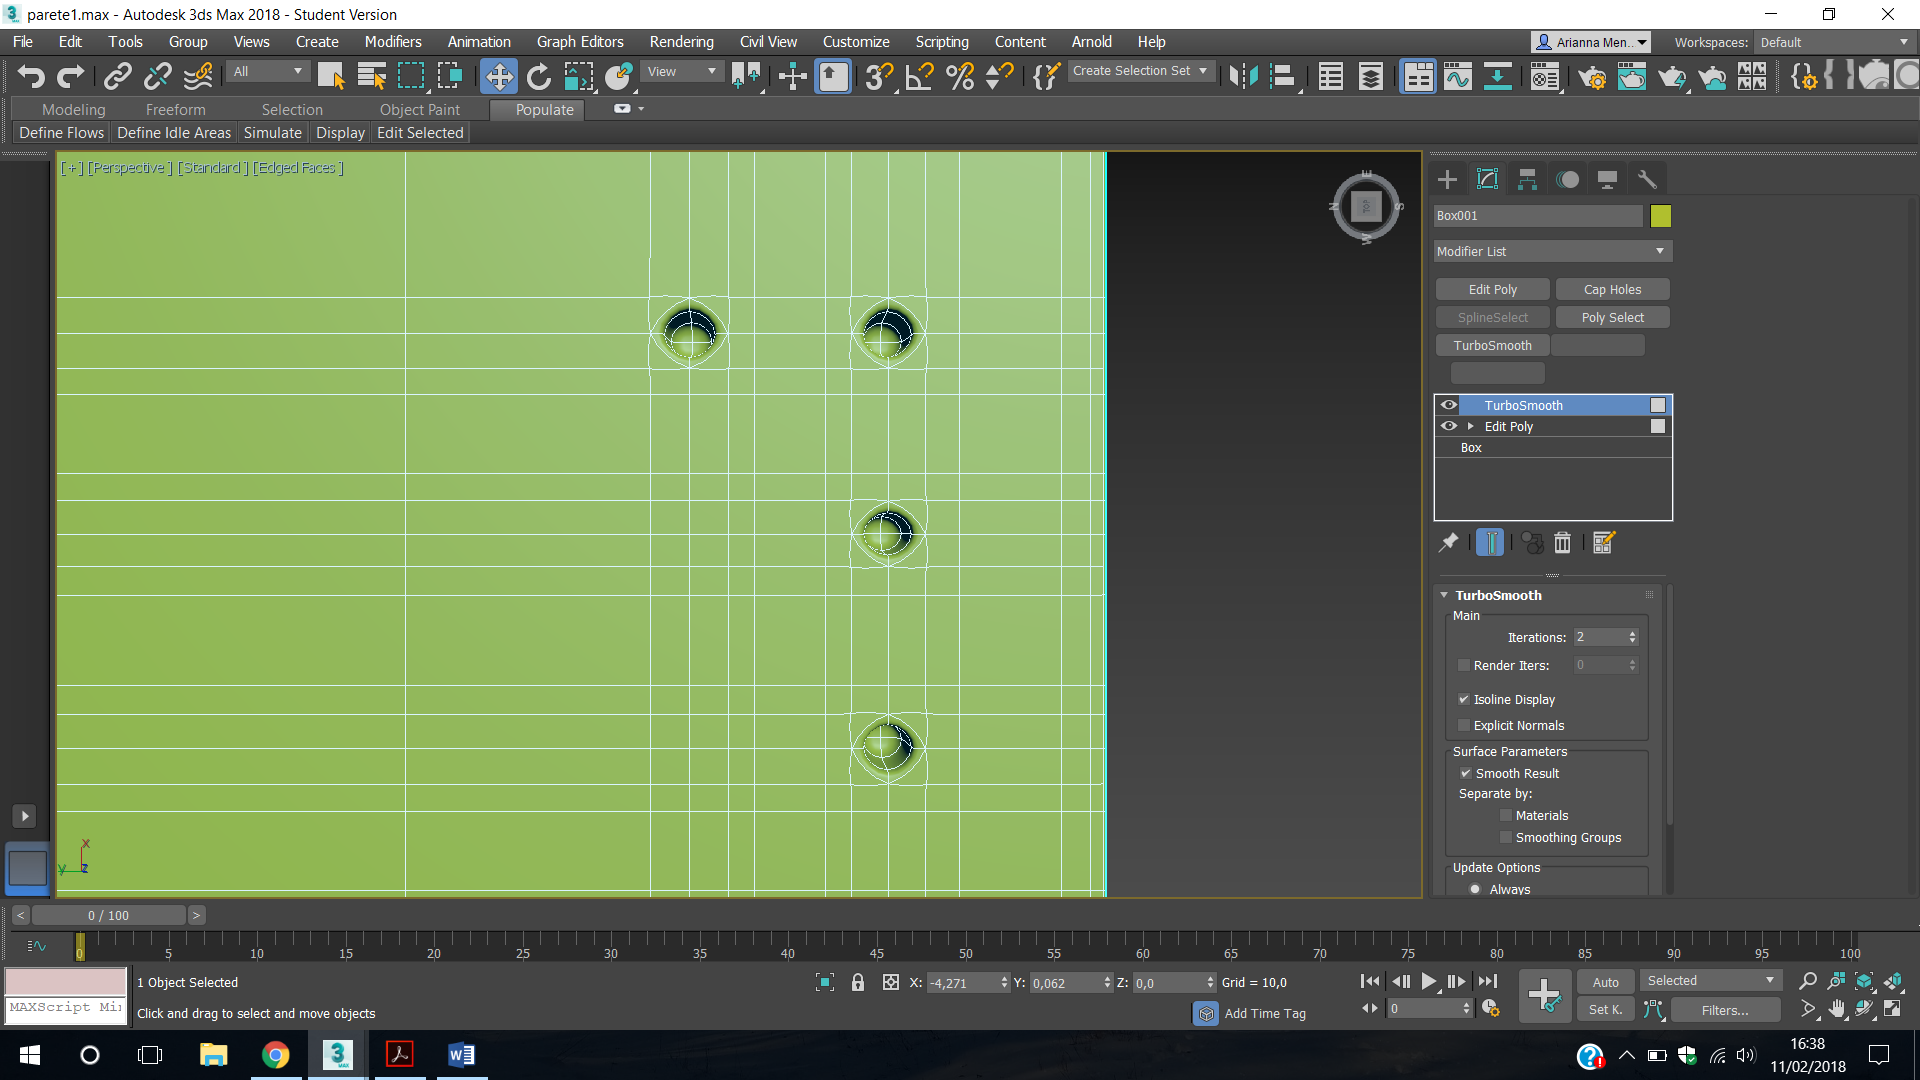 parete1.max - Autodesk 3ds Max 2018 - Student Version
File Edit Tools Group Views Create Modifiers Animation Graph Editors Rendering Civil View Customize Scripting Content Arnold Help
Arianna Men... Workspaces: Default
All View Create Selection Set
Modeling Freeform Selection Object Paint Populate
Define Flows Define Idle Areas Simulate Display Edit Selected
[ + ] [Perspective ] [Standard ] [Edged Faces ]
E
N TOP S
W
Box001
Modifier List
Edit Poly Cap Holes
SplineSelect Poly Select
TurboSmooth
TurboSmooth
Edit Poly
Box
TurboSmooth
Main
Iterations: 2
Render Iters: 0
Isoline Display
Explicit Normals
Surface Parameters
Smooth Result
Separate by:
Materials
Smoothing Groups
Update Options
Always
x
y z
< 0 / 100 >
0 5 10 15 20 25 30 35 40 45 50 55 60 65 70 75 80 85 90 95 100
1 Object Selected X: -4,271 Y: 0,062 Z: 0,0 Grid = 10,0 Auto Selected
MAXScript Mi
Click and drag to select and move objects Add Time Tag 0 Set K. Filters...
16:38
11/02/2018